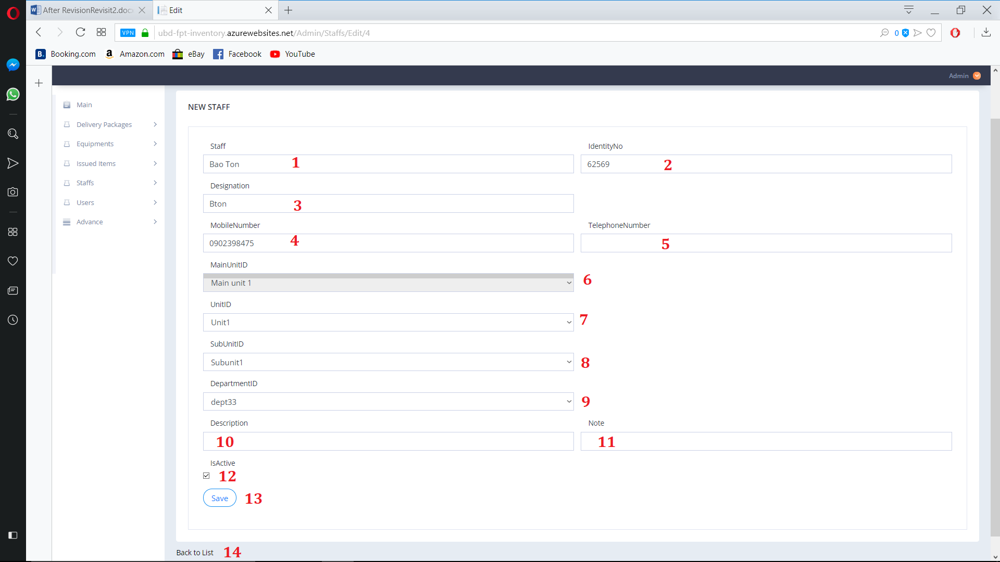 After RevisionRevisit2.docx
Edit
VPN
ubd-fpt-inventory.azurewebsites.net/Admin/Staffs/Edit/4
0
B. Booking.com
a Amazon.com
eBay
Facebook
YouTube
Admin
Main
Delivery Packages
Equipments
Issued Items
Staffs
Users
Advance
NEW STAFF
Staff
IdentityNo
Bao Ton 1
62569 2
Designation
Bton 3
MobileNumber
TelephoneNumber
0902398475 4
5
MainUnitID
Main unit 1 6
UnitID
Unit1 7
SubUnitID
Subunit1 8
DepartmentID
dept33 9
Description
Note
10
11
IsActive
12
Save 13
Back to List 14